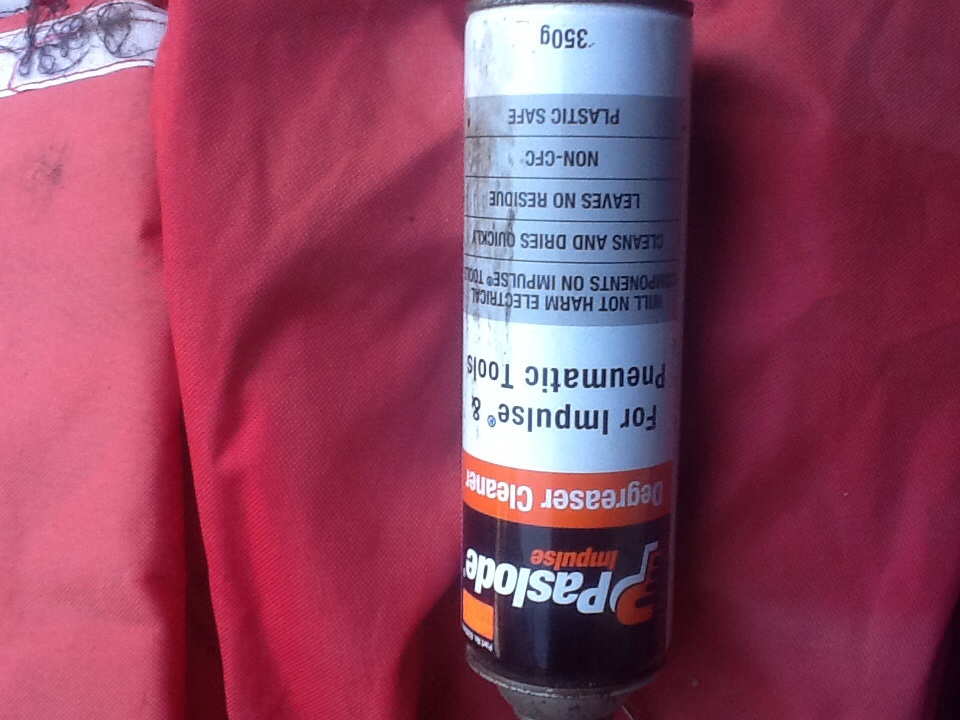 Paslode®
Impulse
Degreaser Cleaner
For Impulse® &
Pneumatic Tools
WILL NOT HARM ELECTRICAL
COMPONENTS ON IMPULSE® TOOLS
CLEANS AND DRIES QUICKLY
LEAVES NO RESIDUE
NON-CFC
PLASTIC SAFE
350g